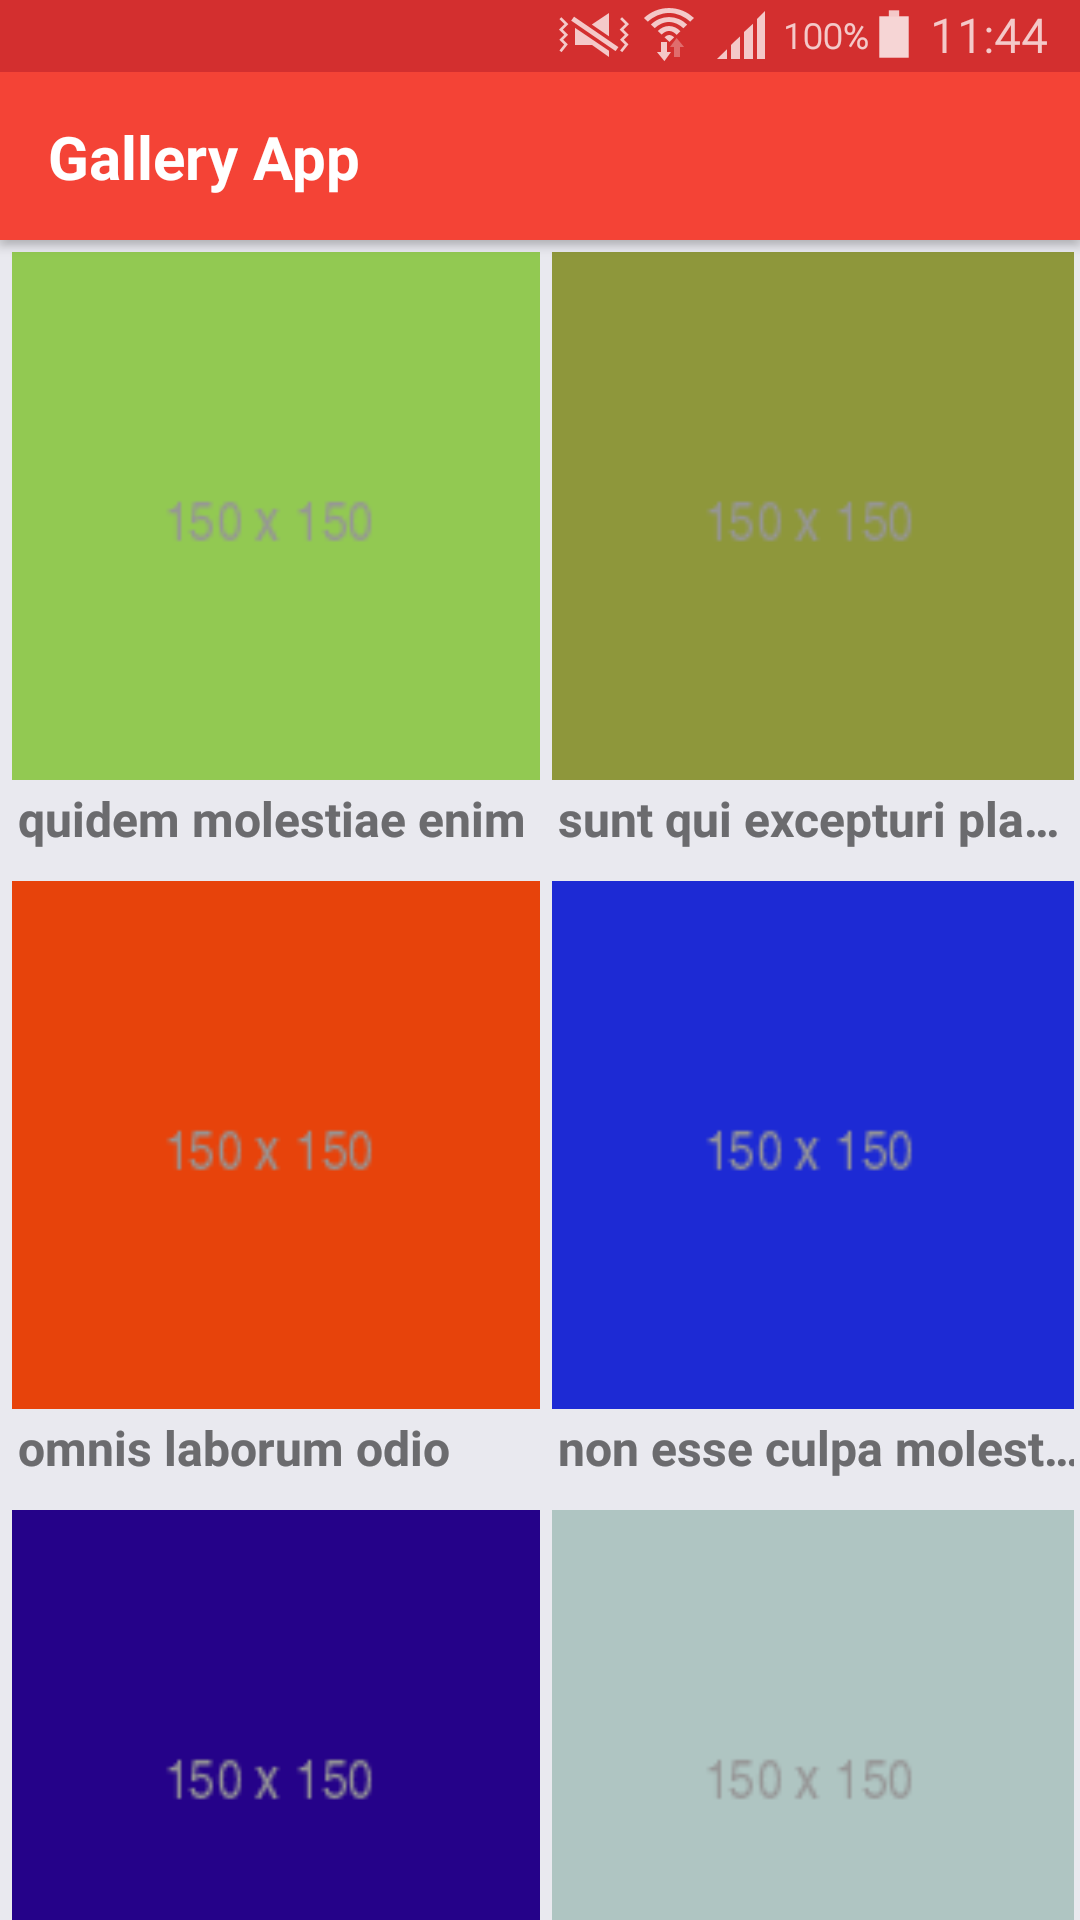 100% 11:44
Gallery App
150 x 150 150 x 150
quidem molestiae enim sunt qui excepturi pla...
150 x 150 150 x 150
omnis laborum odio non esse culpa molest...
150 x 150 150 x 150